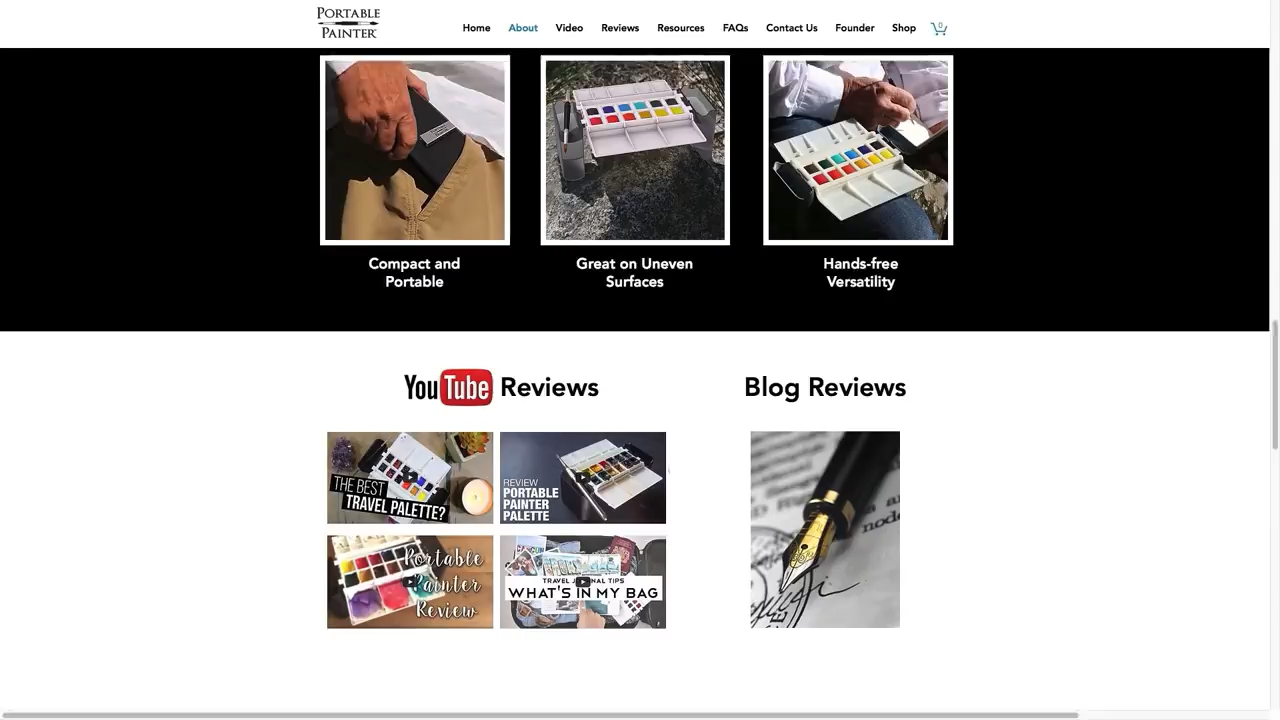 PORTABLE
PAINTER
Home About Video Reviews Resources FAQs Contact Us Founder Shop 0
Compact and
Portable
Great on Uneven
Surfaces
Hands-free
Versatility
YouTube Reviews
Blog Reviews
THE BEST
TRAVEL PALETTE?
REVIEW
PORTABLE
PAINTER
PALETTE
Portable
Painter
Review
TRAVEL JOURNAL TIPS
WHAT'S IN MY BAG